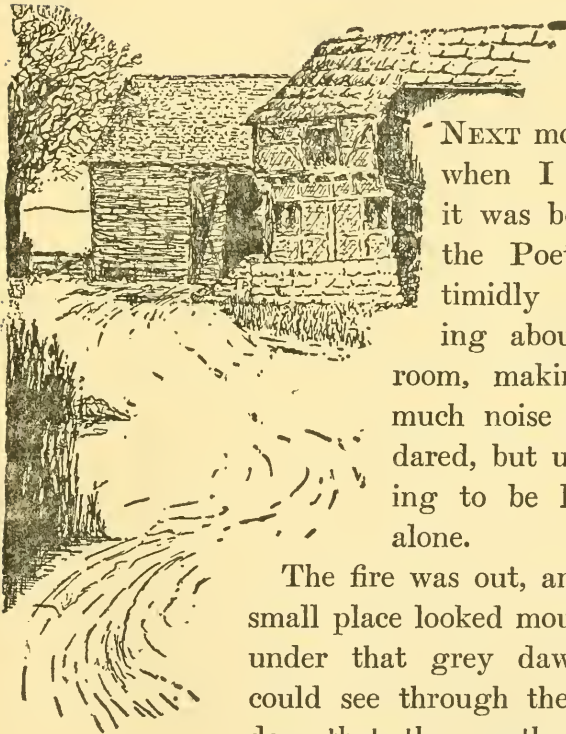 NEXT mo
when I
it was b
the Poet
timidly
ing abou
room, makin
much noise
dared, but u
ing to be
alone.
The fire was out, an
small place looked mou
under that grey daw
could see through the